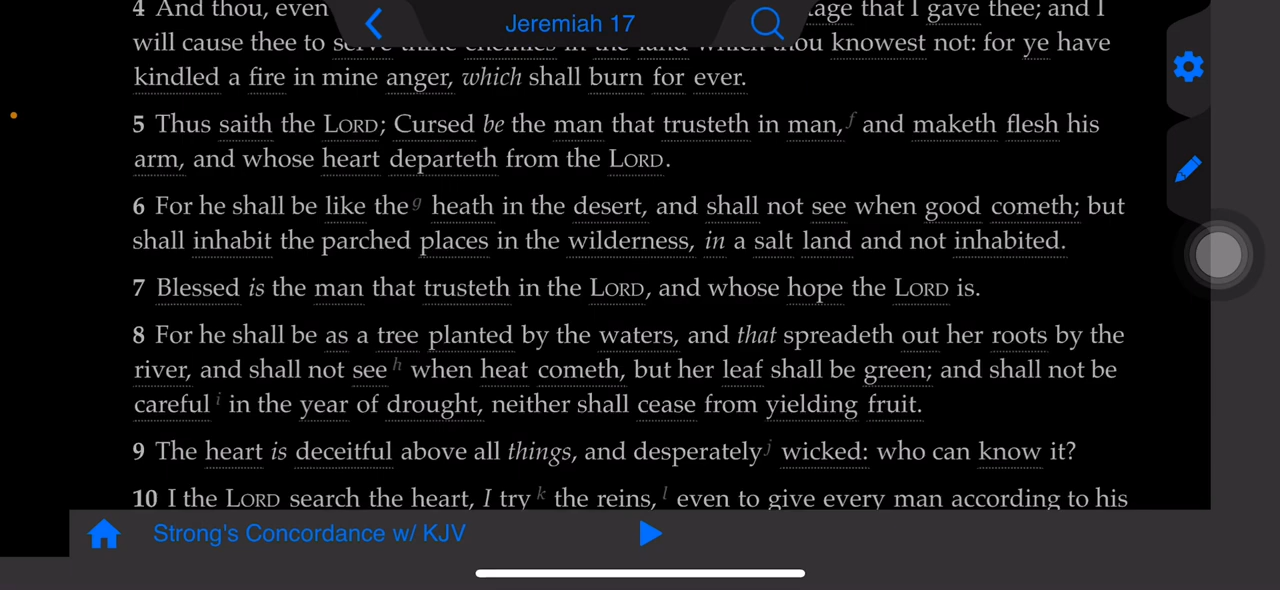 Jeremiah 17
4 And thou, even age that I gave thee; and I
will cause thee to serve thine enemies in the land which thou knowest not: for ye have
kindled a fire in mine anger, which shall burn for ever.
5 Thus saith the LORD; Cursed be the man that trusteth in man,f and maketh flesh his
arm, and whose heart departeth from the LORD.
6 For he shall be like the g heath in the desert, and shall not see when good cometh; but
shall inhabit the parched places in the wilderness, in a salt land and not inhabited.
7 Blessed is the man that trusteth in the LORD, and whose hope the LORD is.
8 For he shall be as a tree planted by the waters, and that spreadeth out her roots by the
river, and shall not see h when heat cometh, but her leaf shall be green; and shall not be
careful i in the year of drought, neither shall cease from yielding fruit.
9 The heart is deceitful above all things, and desperately j wicked: who can know it?
10 I the LORD search the heart, I try k the reins, l even to give every man according to his
Strong's Concordance w/ KJV